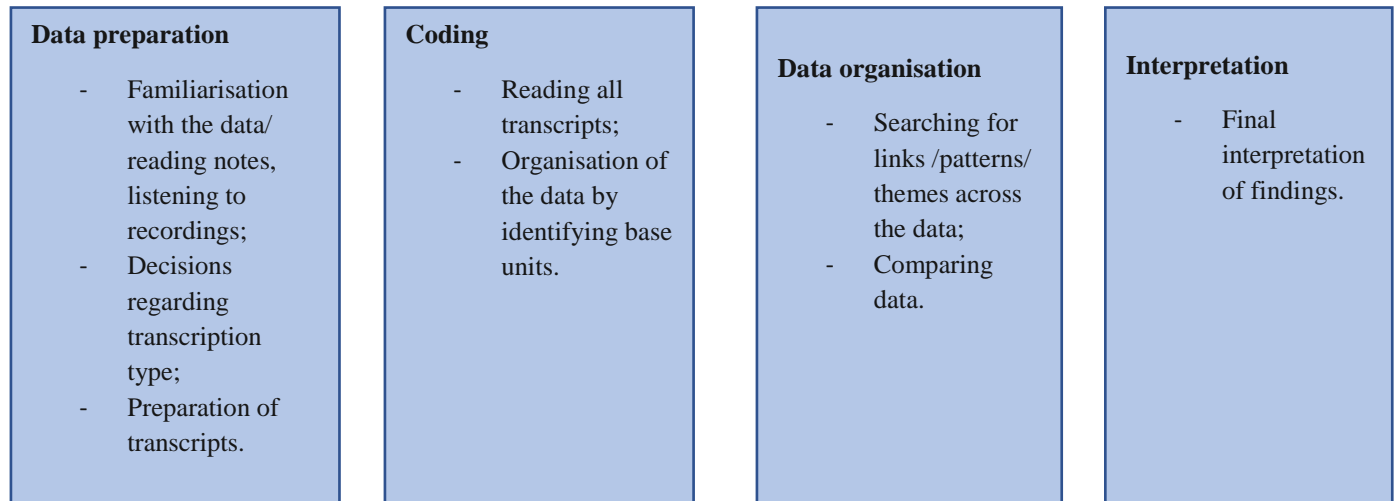 Data preparation
- Familiarisation
with the data/
reading notes,
listening to
recordings;
- Decisions
regarding
transcription
type;
- Preparation of
transcripts.
Coding
- Reading all
transcripts;
- Organisation of
the data by
identifying base
units.
Data organisation
- Searching for
links /patterns/
themes across
the data;
- Comparing
data.
Interpretation
- Final
interpretation
of findings.